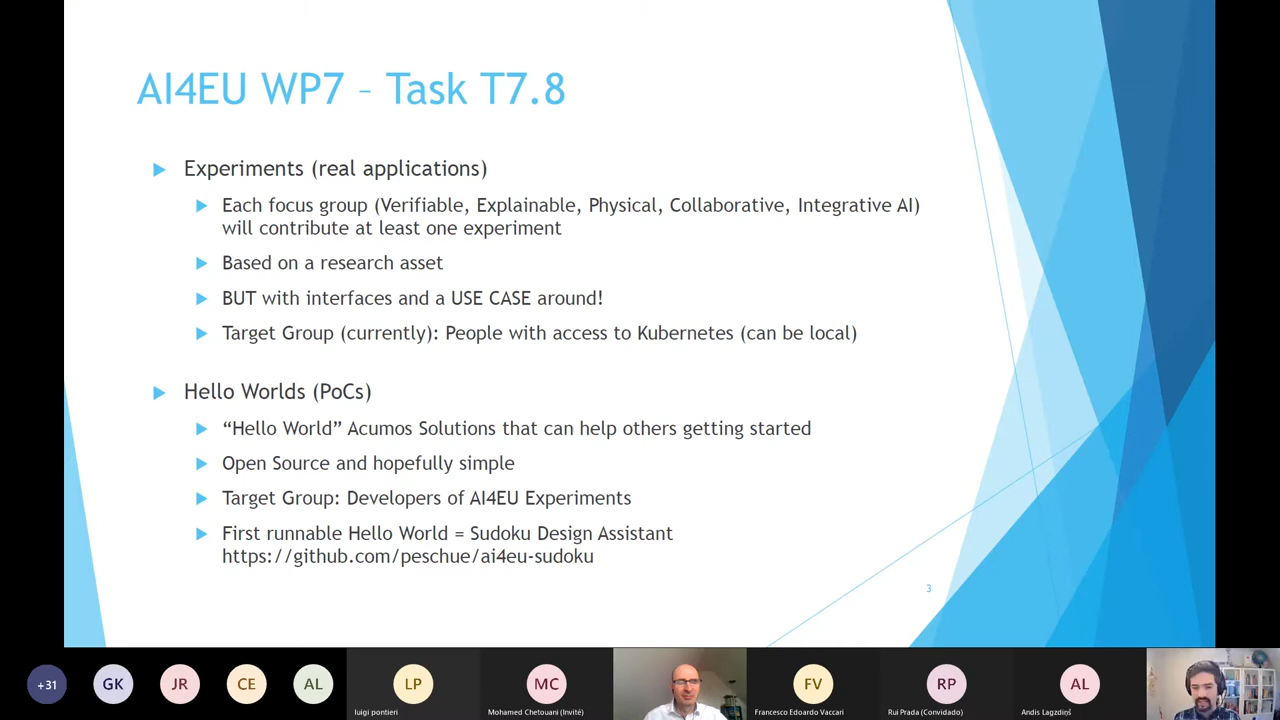 AI4EU WP7 – Task T7.8
Experiments (real applications)
Each focus group (Verifiable, Explainable, Physical, Collaborative, Integrative AI)
will contribute at least one experiment
Based on a research asset
BUT with interfaces and a USE CASE around!
Target Group (currently): People with access to Kubernetes (can be local)
Hello Worlds (PoCs)
“Hello World” Acumos Solutions that can help others getting started
Open Source and hopefully simple
Target Group: Developers of AI4EU Experiments
First runnable Hello World = Sudoku Design Assistant
https://github.com/peschue/ai4eu-sudoku
3
+31
GK
JR
CE
AL
LP
MC
FV
RP
AL
luigi pontieri
Mohamed Chetouani (Invité)
Francesco Edoardo Vaccari
Rui Prada (Convidado)
Andis Lagzdiņš